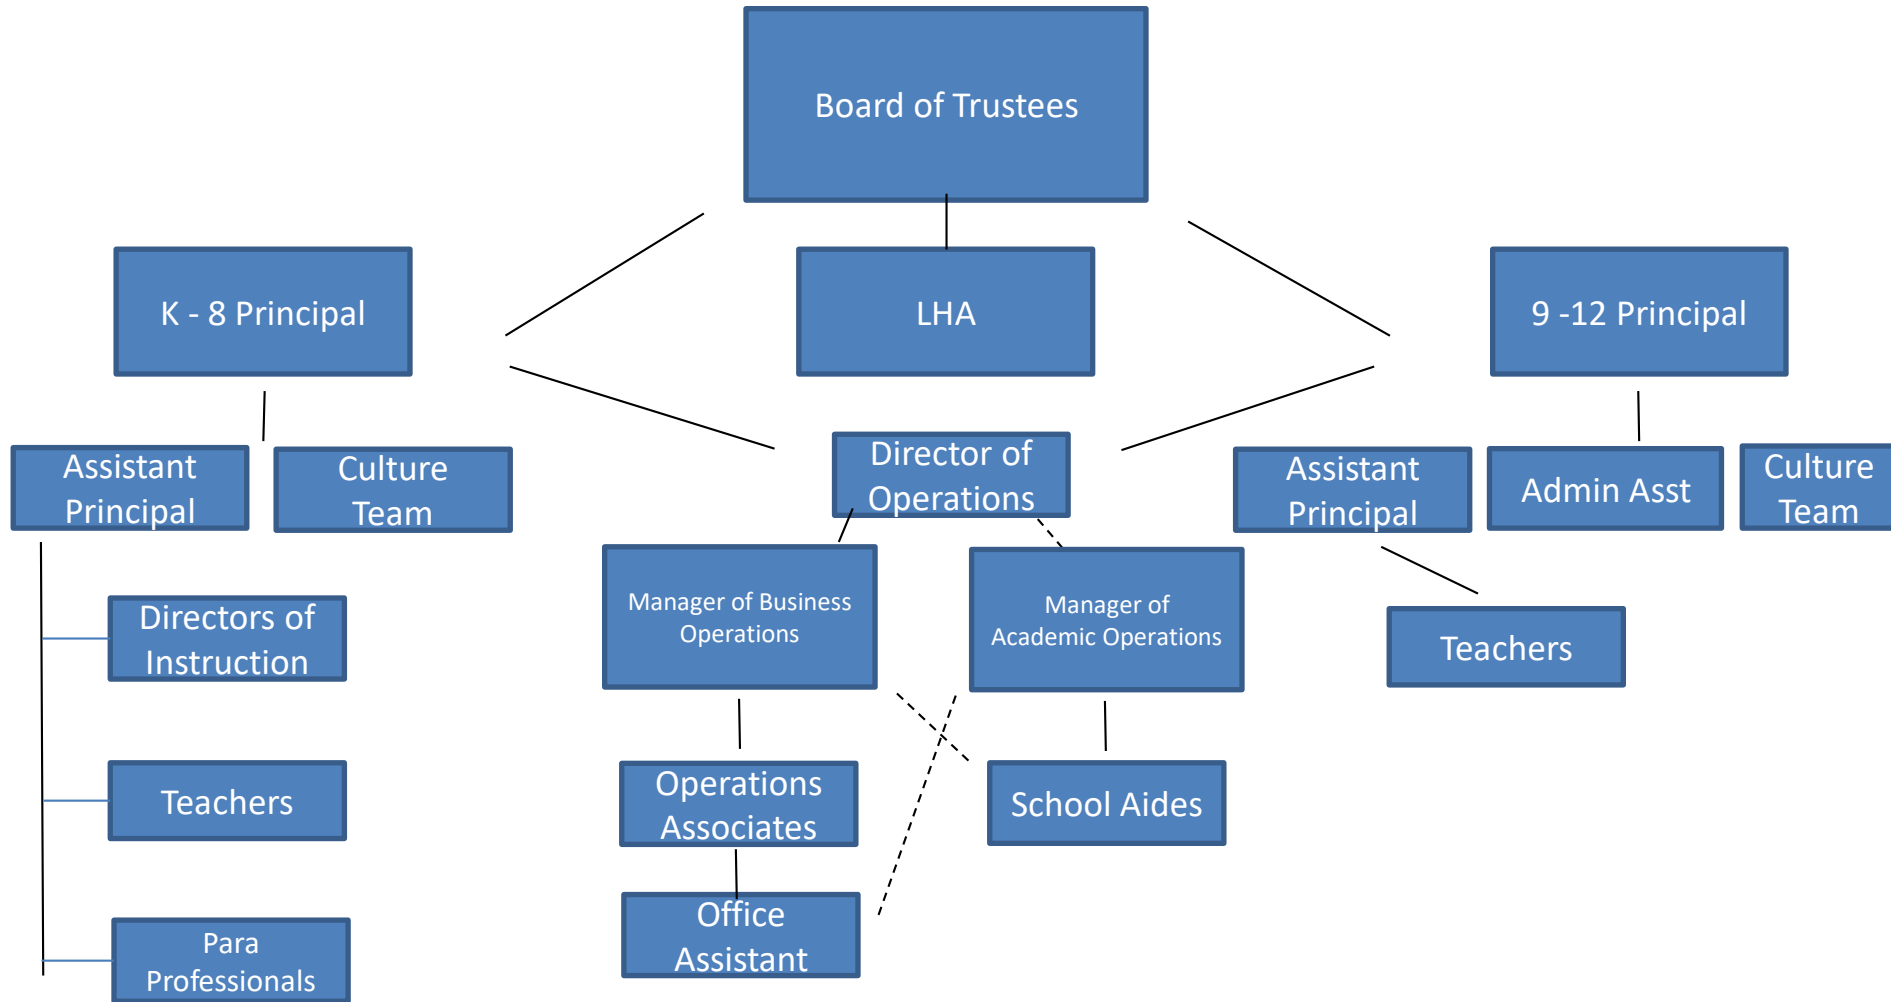 Board of Trustees
K - 8 Principal
LHA
9 -12 Principal
Assistant
Principal
Culture
Team
Director of
Operations
Assistant
Principal
Admin Asst
Culture
Team
Manager of Business
Operations
Manager of
Academic Operations
Directors of
Instruction
Teachers
Teachers
Operations
Associates
School Aides
Office
Assistant
Para
Professionals